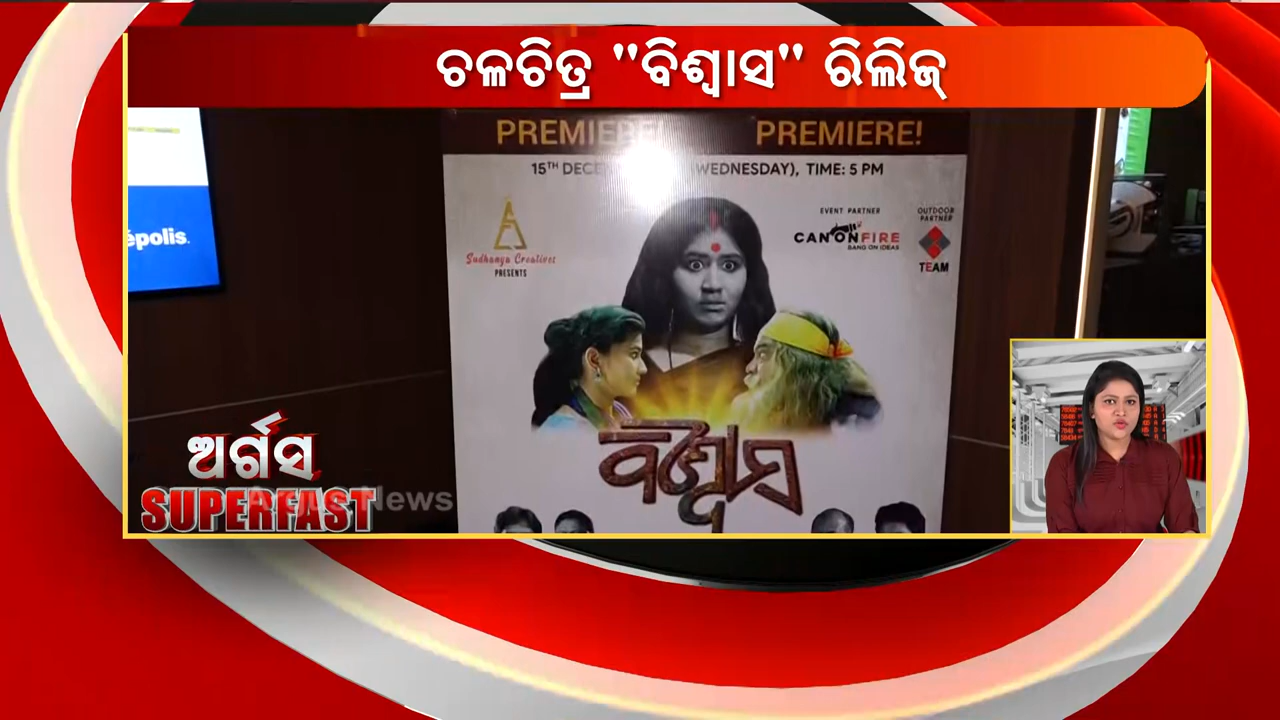 ଚଳଚିତ୍ର "ବିଶ୍ୱାସ" ରିଲିଜ୍
PREMIERE! PREMIERE!
15TH (WEDNESDAY), TIME: 5 PM
épolis.
EVENT PARTNER
CANONFIRE
BANG ON IDEAS
OUTDOOR
PARTNER
TEAM
Sudhanya Creatives
PRESENTS
ବିଶ୍ୱାସ
ଅର୍ଗସ
SUPERFAST
Argus News